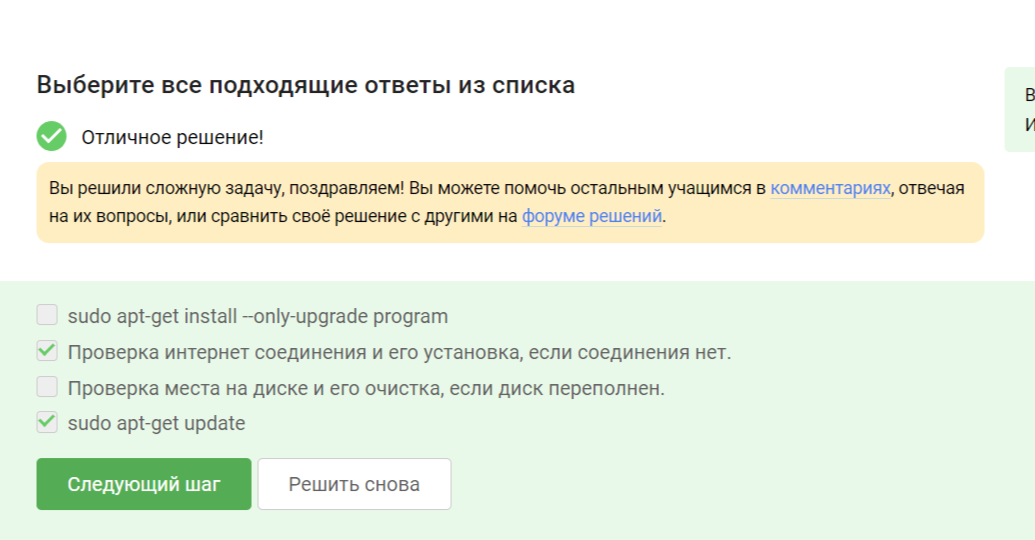 Выберите все подходящие ответы из списка
Отличное решение!
Вы решили сложную задачу, поздравляем! Вы можете помочь остальным учащимся в комментариях, отвечая
на их вопросы, или сравнить своё решение с другими на форуме решений.
В
И
sudo apt-get install --only-upgrade program
Проверка интернет соединения и его установка, если соединения нет.
Проверка места на диске и его очистка, если диск переполнен.
sudo apt-get update
Следующий шаг
Решить снова